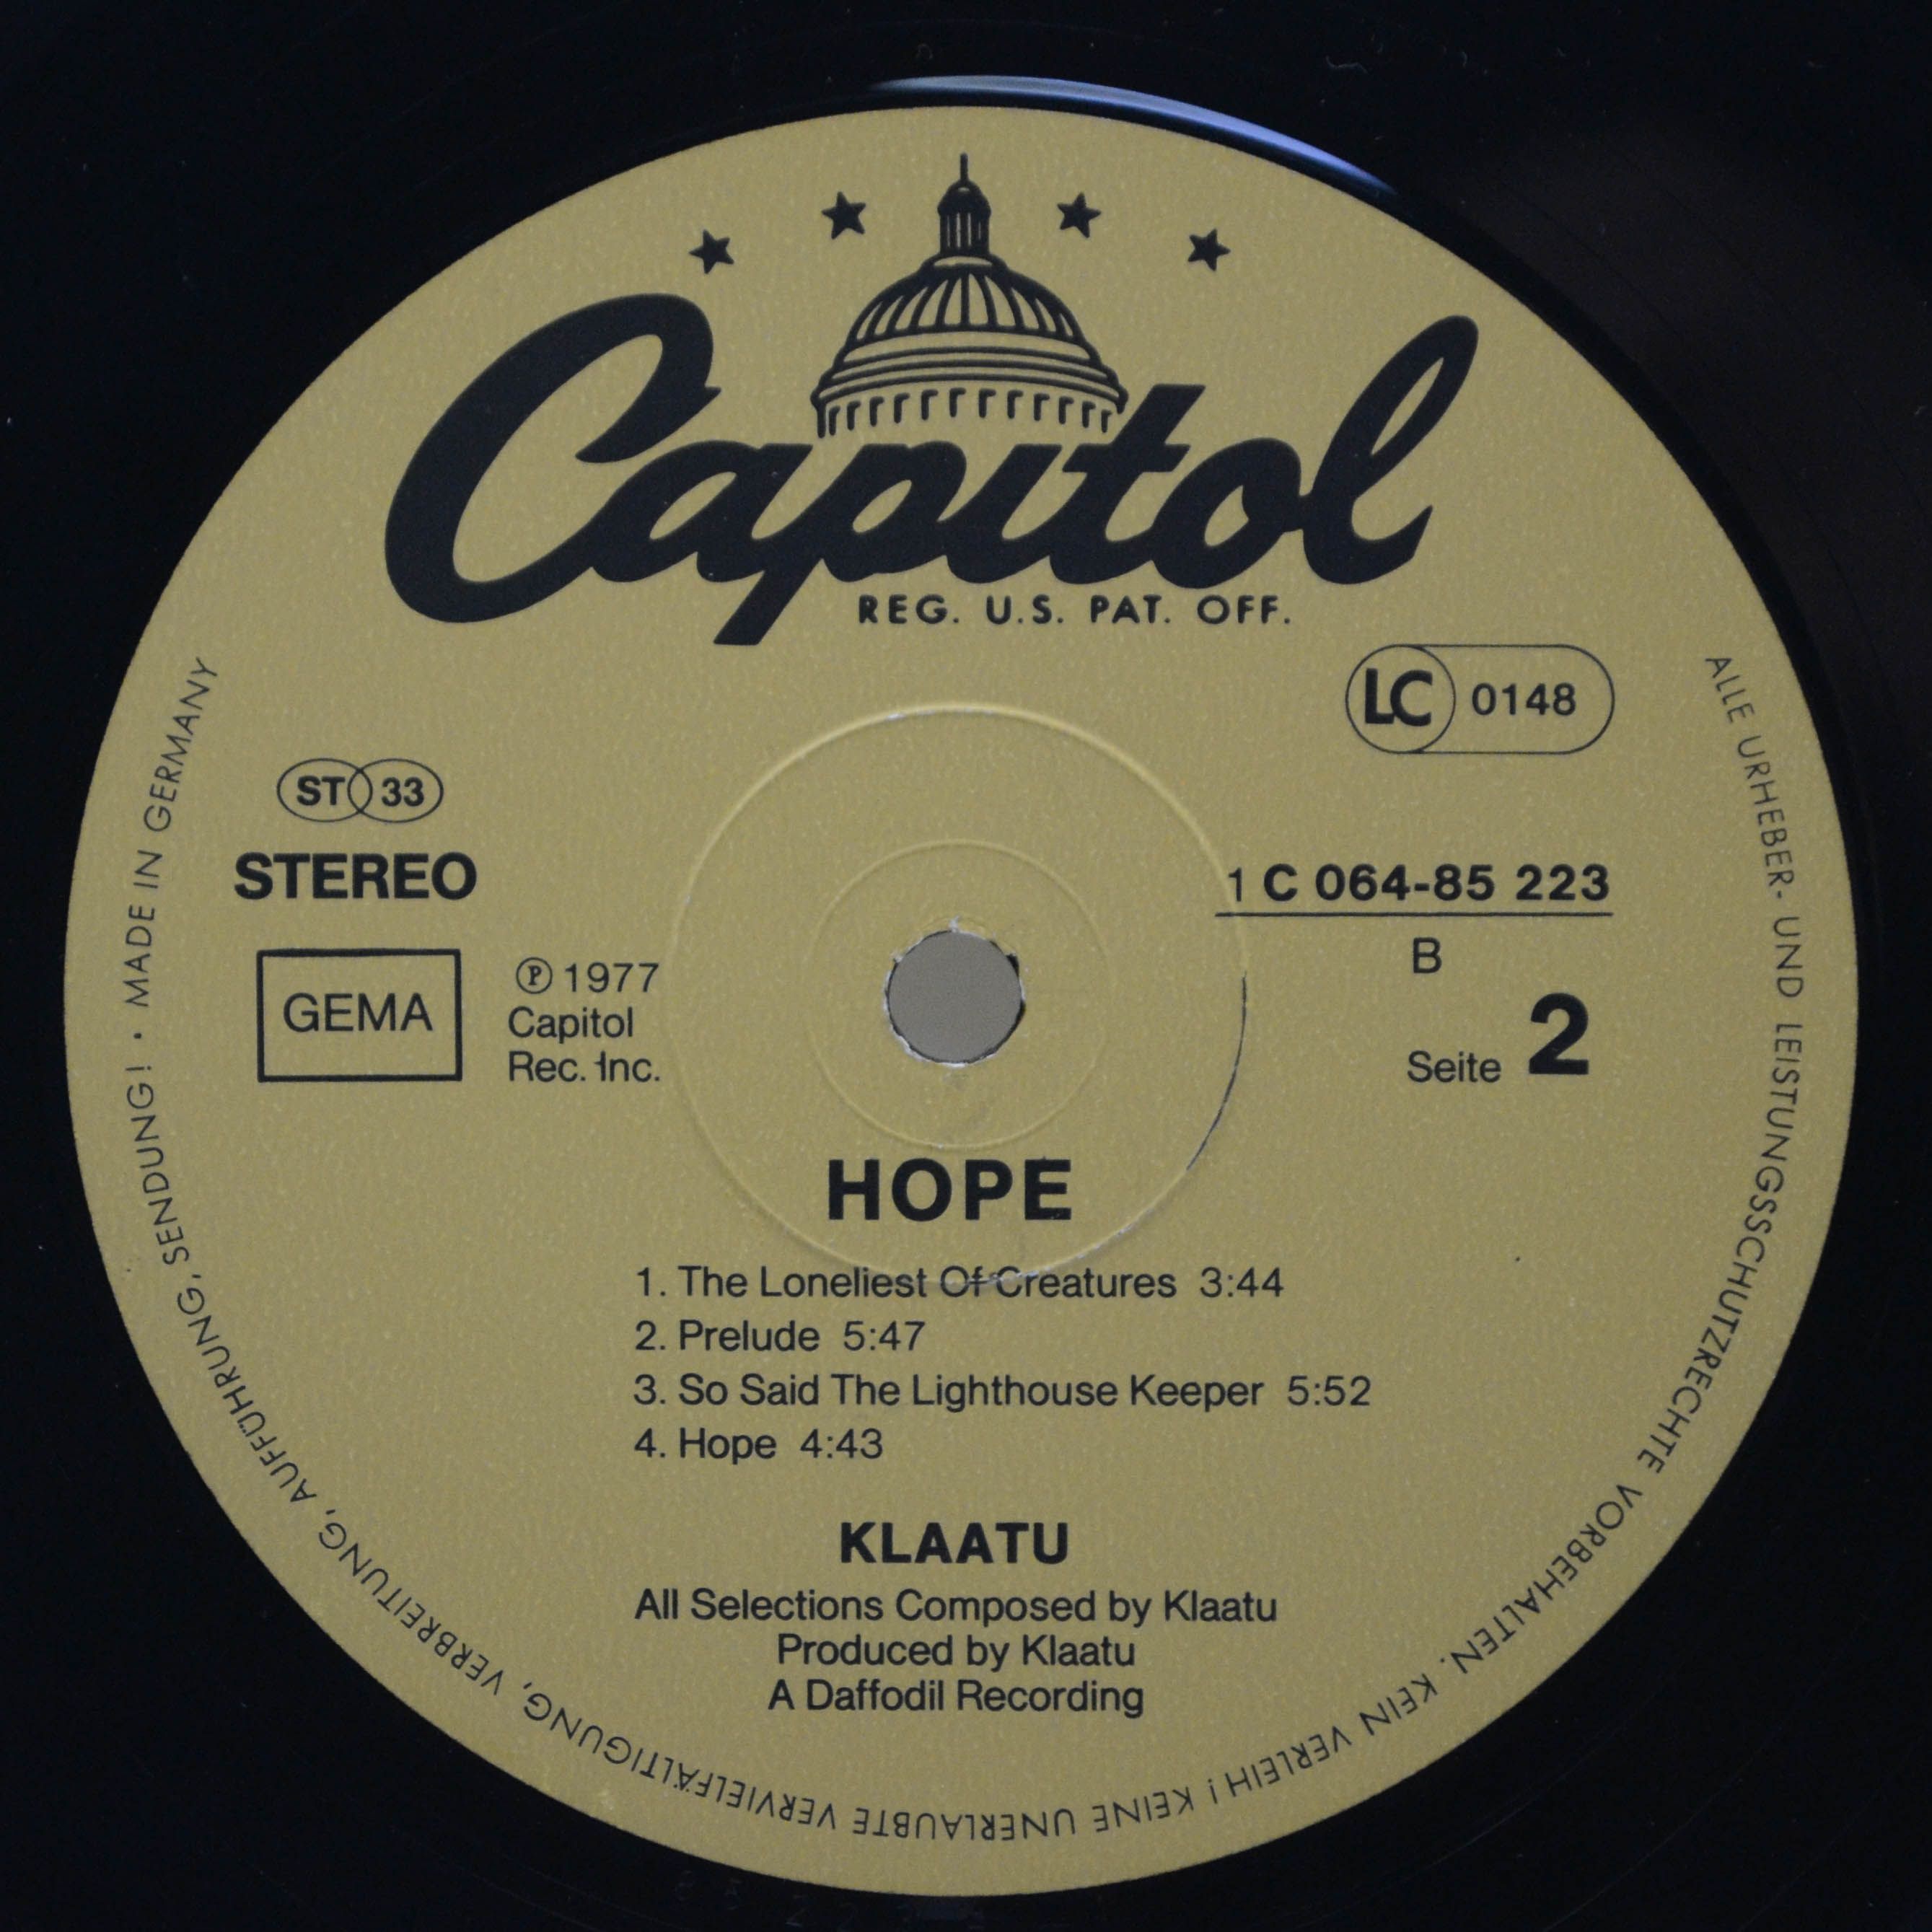 Capitol
REG. U.S. PAT. OFF.
LC 0148
ST 33
STEREO
GEMA
℗ 1977
Capitol
Rec. Inc.
1 C 064-85 223
B
Seite 2
HOPE
1. The Loneliest Of Creatures 3:44
2. Prelude 5:47
3. So Said The Lighthouse Keeper 5:52
4. Hope 4:43
KLAATU
All Selections Composed by Klaatu
Produced by Klaatu
A Daffodil Recording
ALLE URHEBER- UND LEISTUNGSSCHUTZRECHTE VORBEHALTEN. KEIN VERLEIH! KEINE UNERLAUBTE VERVIELFÄLTIGUNG, VERBREITUNG, AUFFÜHRUNG, SENDUNG! · MADE IN GERMANY